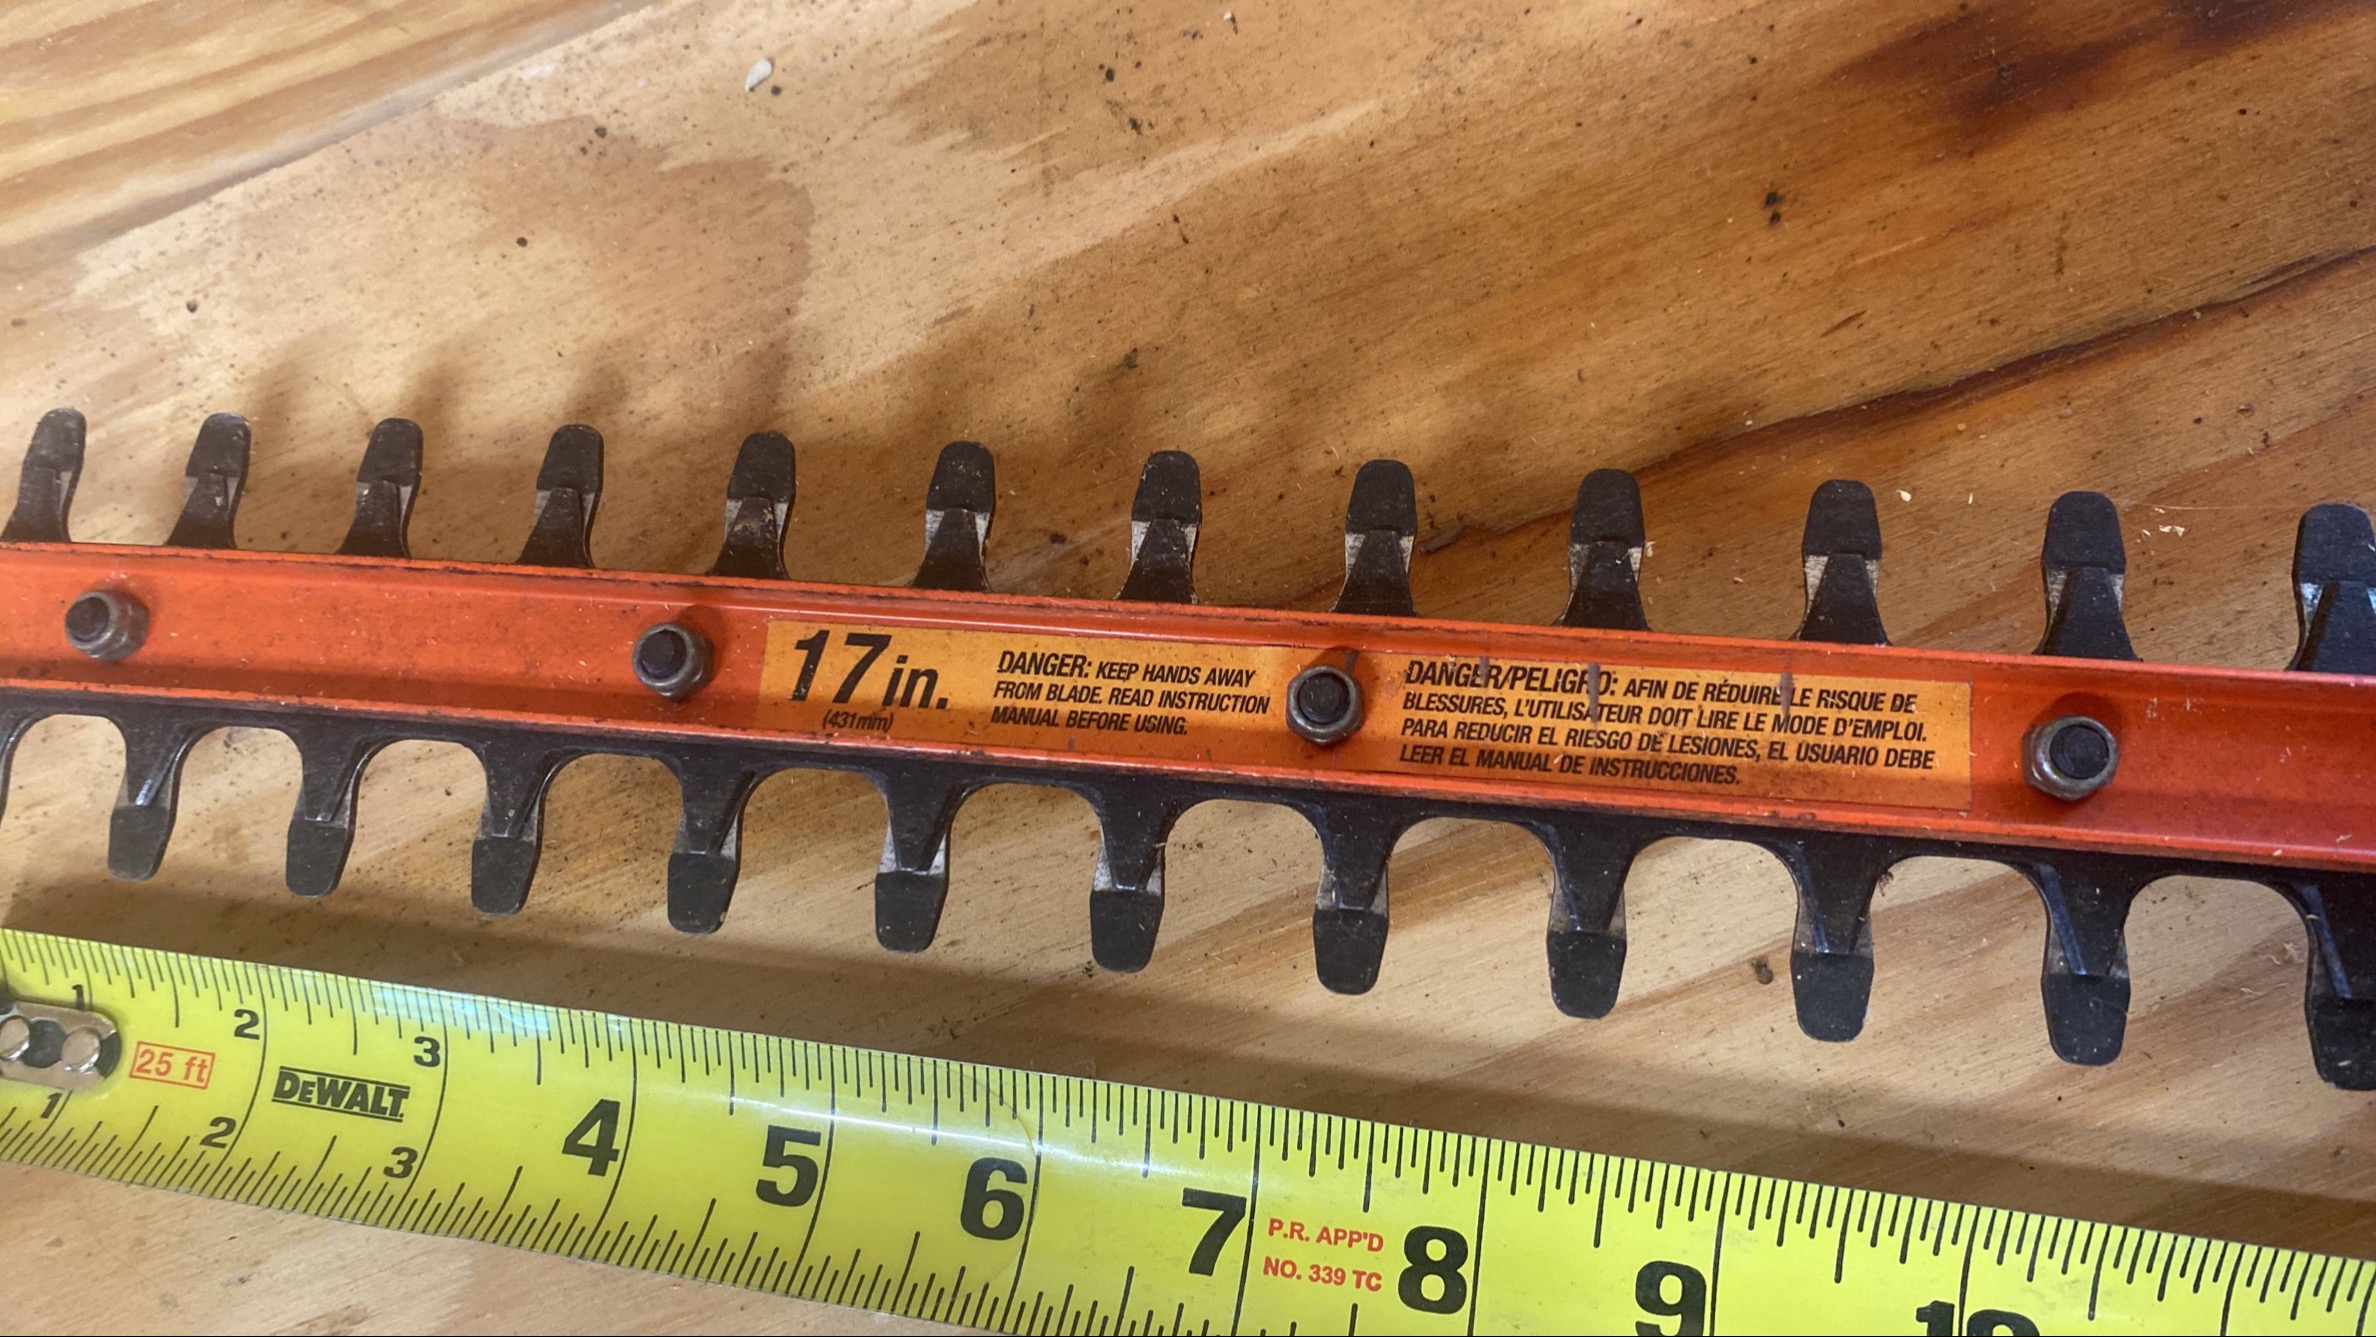 17 in.
(431mm)
DANGER: KEEP HANDS AWAY
FROM BLADE. READ INSTRUCTION
MANUAL BEFORE USING.
DANGER/PELIGRO: AFIN DE RÉDUIRE LE RISQUE DE
BLESSURES, L'UTILISATEUR DOIT LIRE LE MODE D'EMPLOI.
PARA REDUCIR EL RIESGO DE LESIONES, EL USUARIO DEBE
LEER EL MANUAL DE INSTRUCCIONES.
1 2 3
25 ft
DEWALT
1 2 3 4 5 6 7 8 9 10
P.R. APP'D
NO. 339 TC